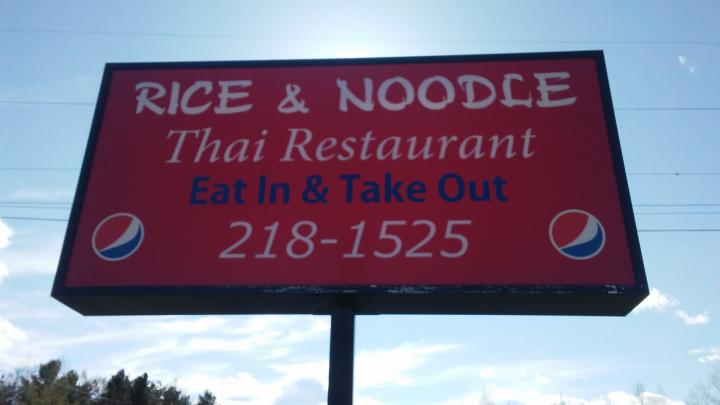 RICE & NOODLE
Thai Restaurant
Eat In & Take Out
218-1525